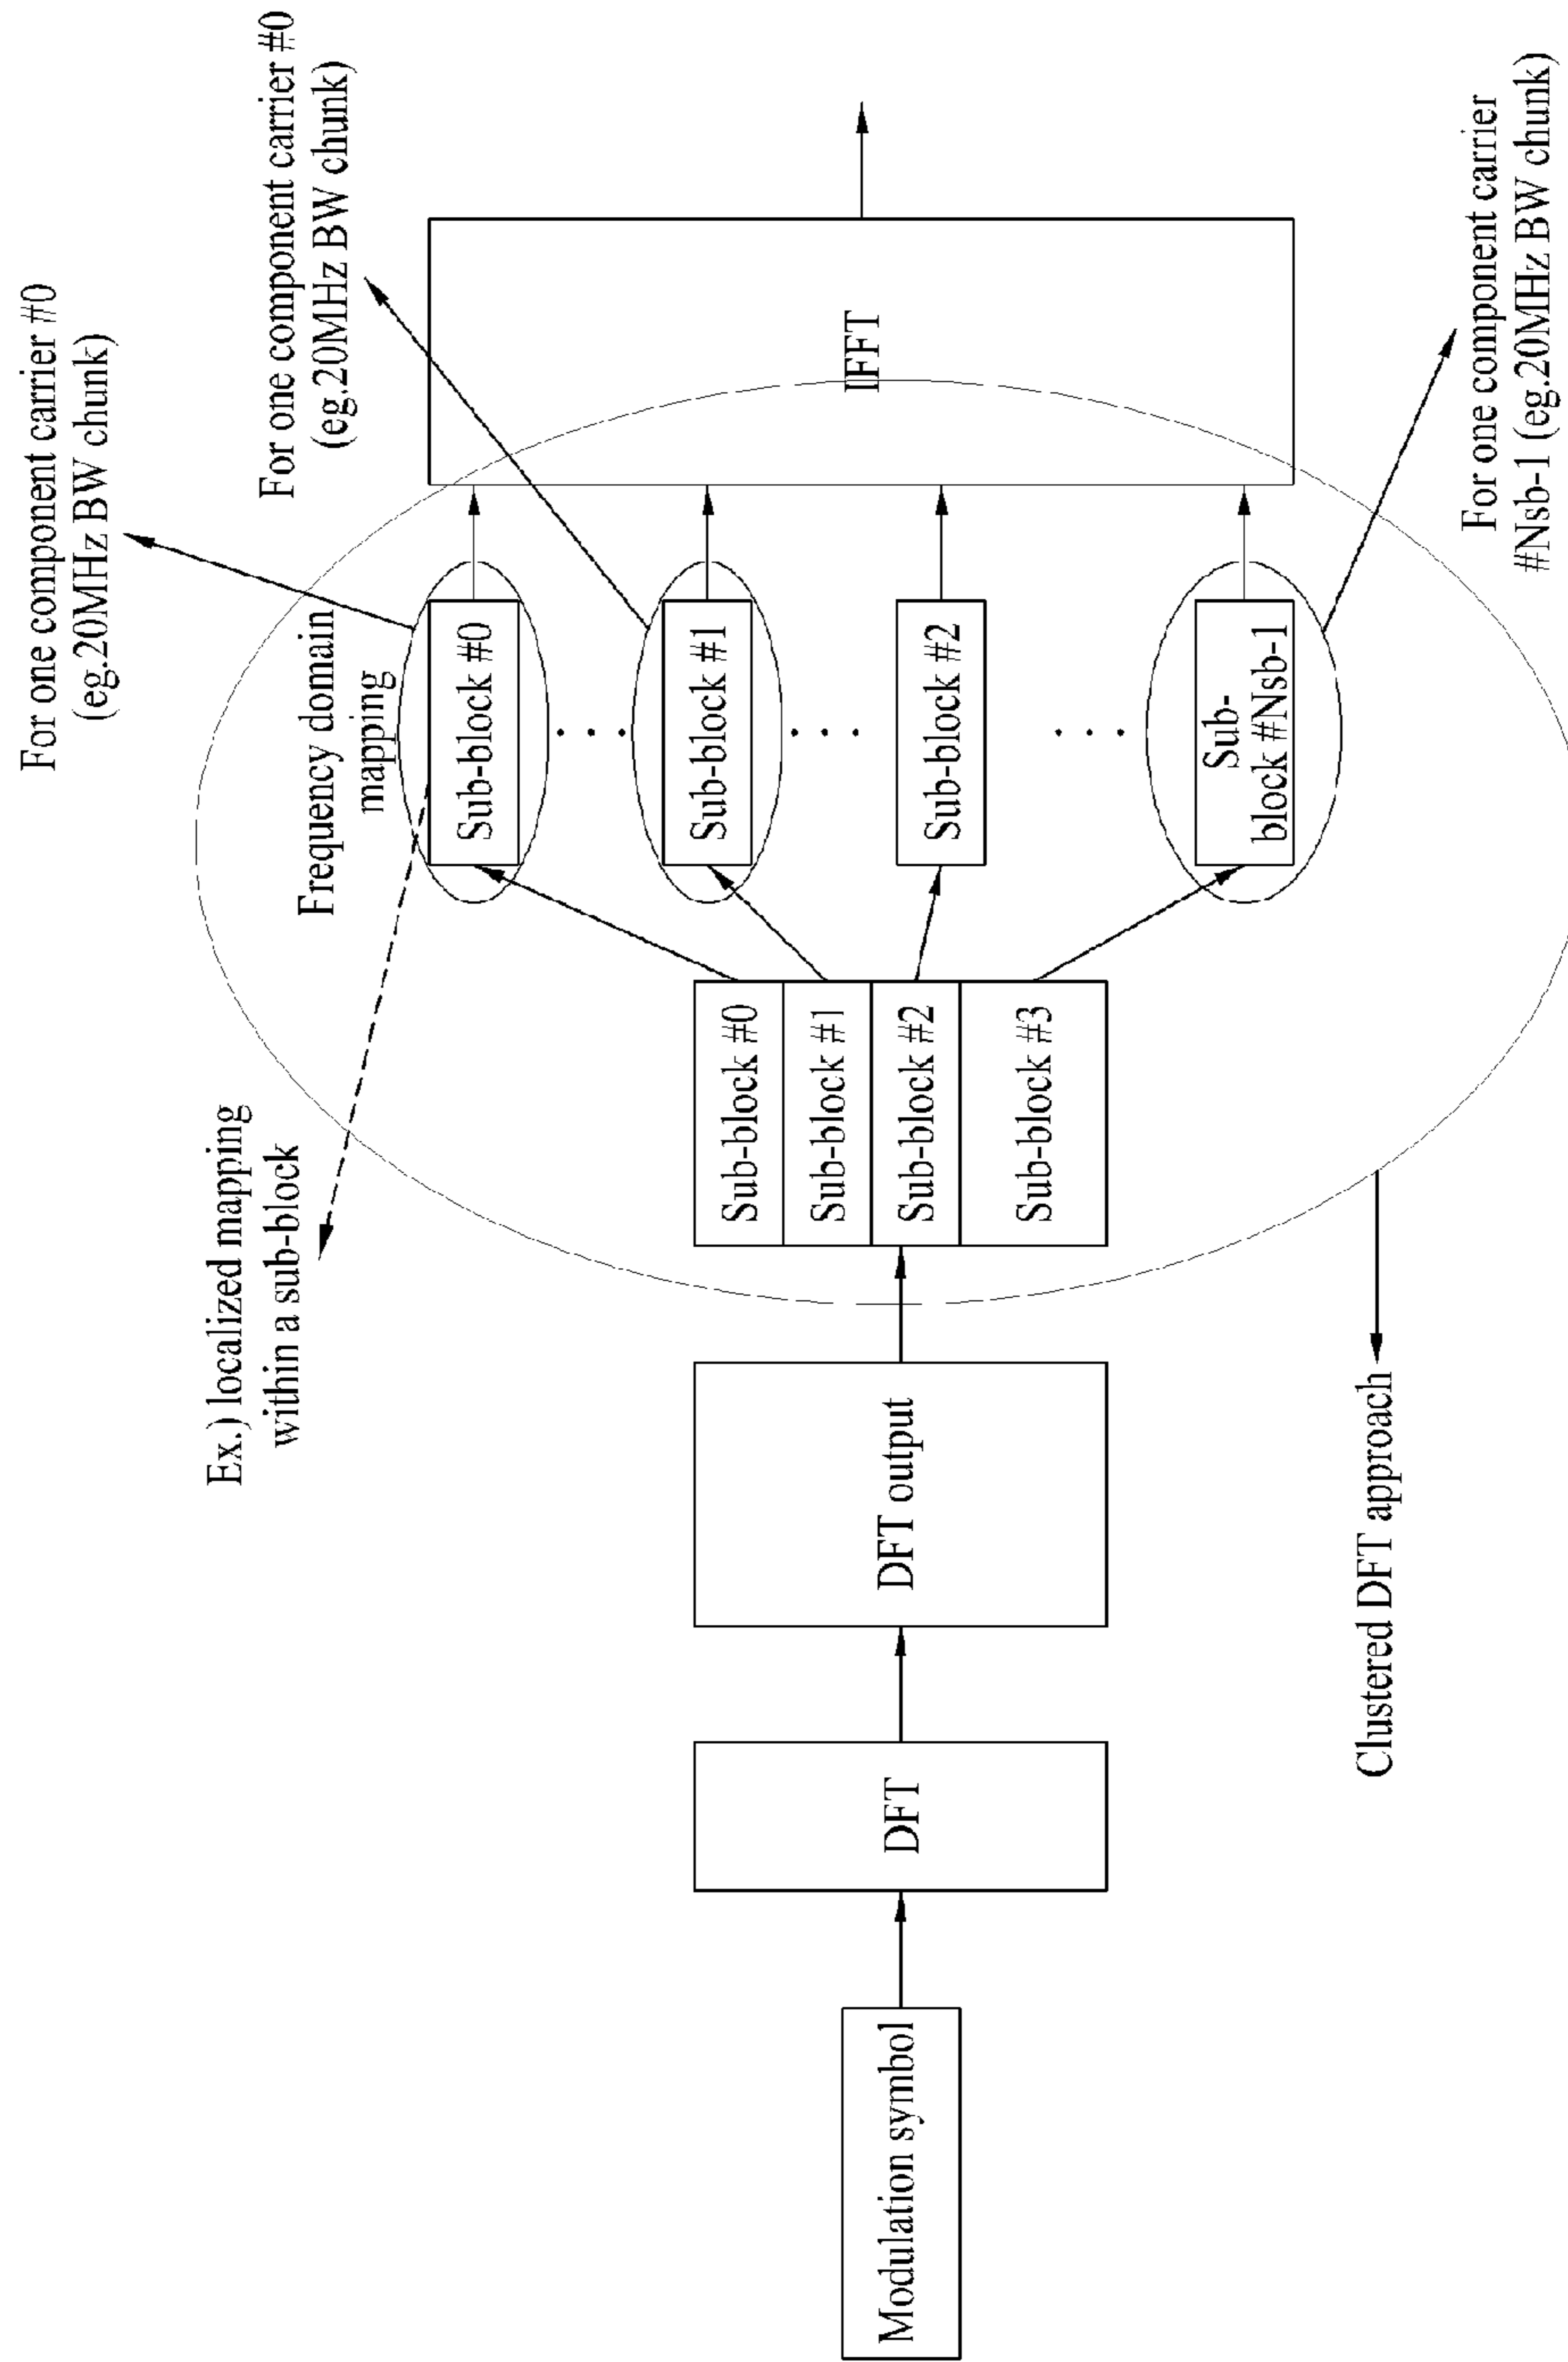 For one component carrier #0
(eg.20MHz BW chunk)
For one component carrier #0
(eg.20MHz BW chunk)
Ex.) localized mapping
within a sub-block
Frequency domain
mapping
Modulation symbol
DFT
DFT output
Sub-block #0
Sub-block #1
Sub-block #2
Sub-block #3
Sub-block #0
Sub-block #1
Sub-block #2
Sub-
block #Nsb-1
IFFT
Clustered DFT approach
For one component carrier
#Nsb-1 (eg.20MHz BW chunk)